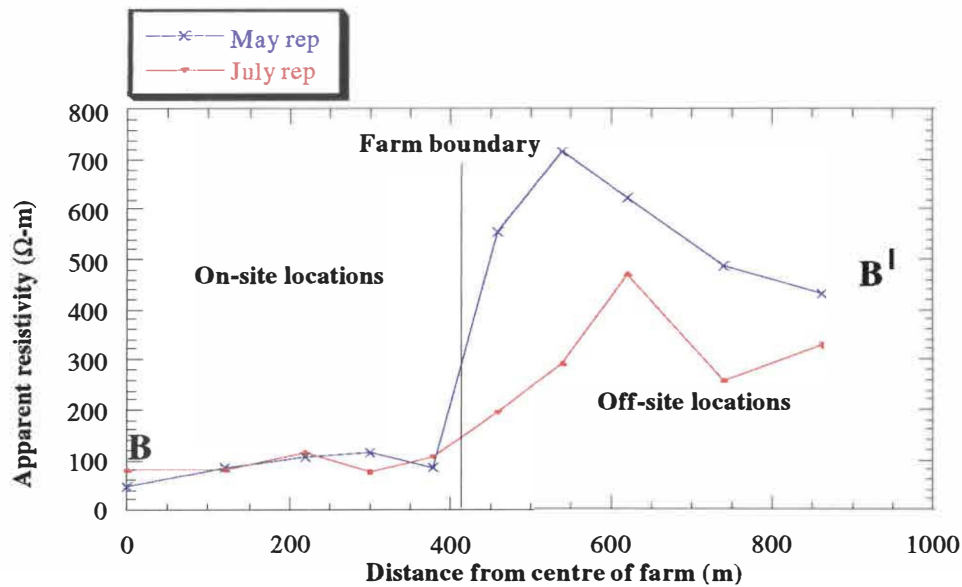 May rep
July rep
800
700
600
500
400
300
200
100
0
Apparent resistivity (Ω-m)
Farm boundary
On-site locations
B ˡ
Off-site locations
B
0 200 400 600 800 1000
Distance from centre of farm (m)